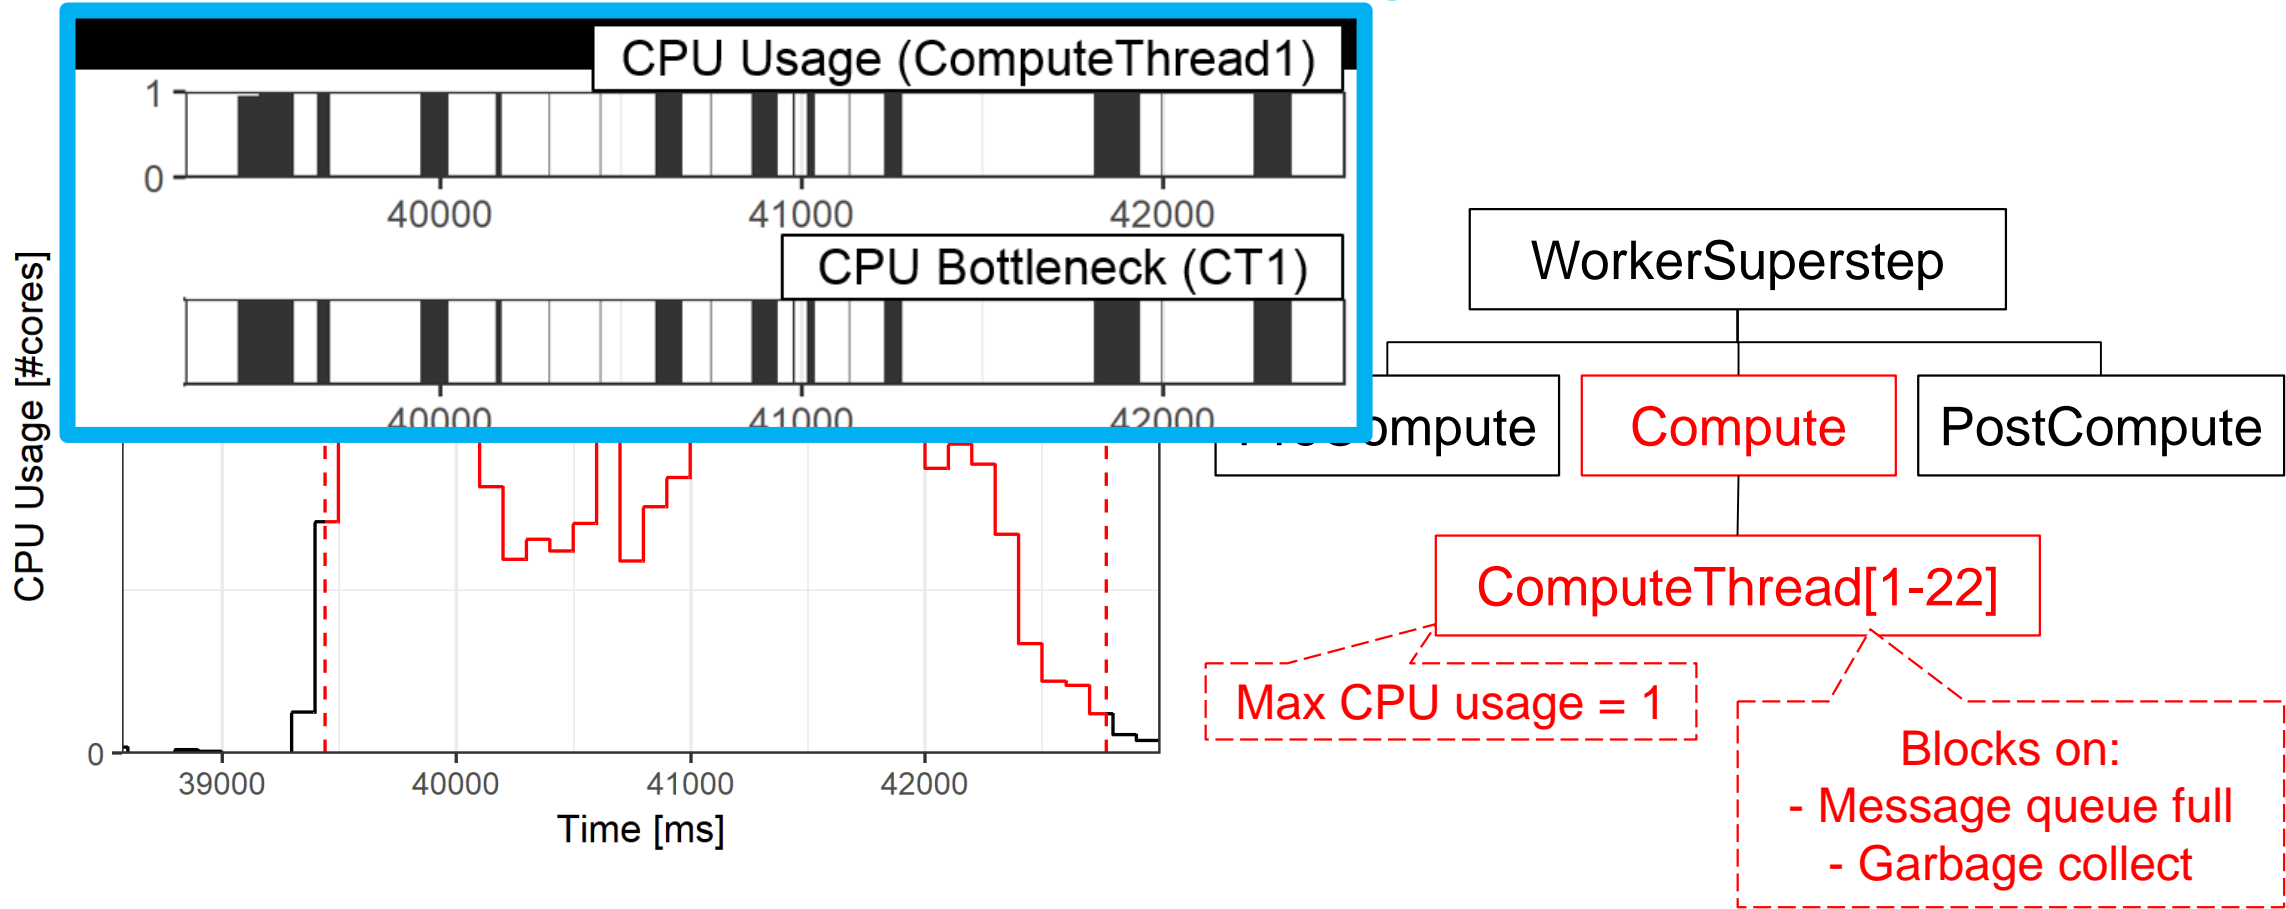 CPU Usage (ComputeThread1)
1
0
40000
41000
42000
CPU Bottleneck (CT1)
40000
41000
42000
CPU Usage [#cores]
0
39000
40000
41000
42000
Time [ms]
WorkerSuperstep
PreCompute
Compute
PostCompute
ComputeThread[1-22]
Max CPU usage = 1
Blocks on:
- Message queue full
- Garbage collect